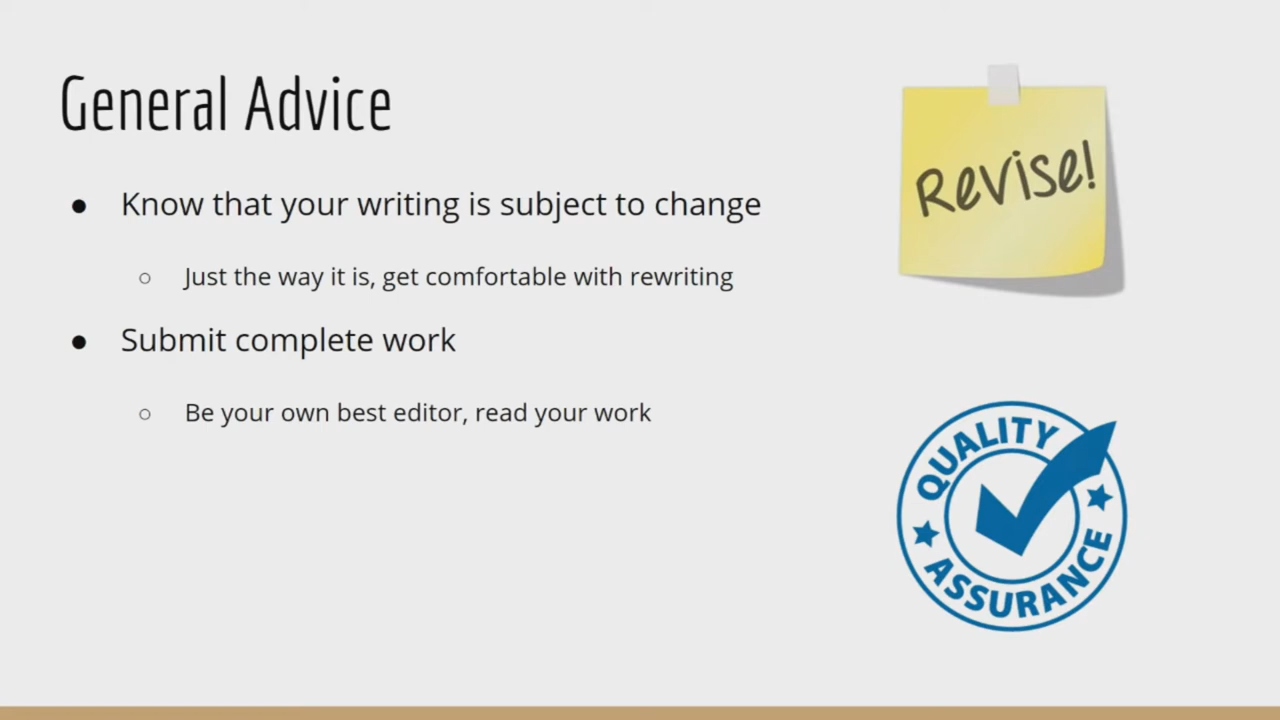 General Advice
● Know that your writing is subject to change
○ Just the way it is, get comfortable with rewriting
● Submit complete work
○ Be your own best editor, read your work
Revise!
QUALITY
ASSURANCE